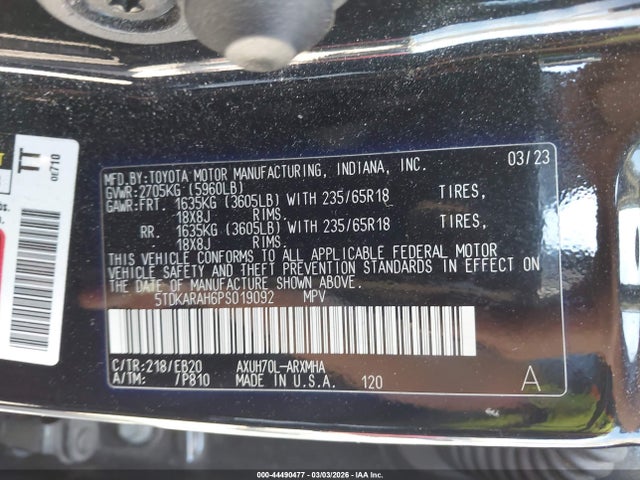 MFD.BY:TOYOTA MOTOR MANUFACTURING, INDIANA, INC. 03/23
GVWR:2705KG (5960LB)
GAWR:FRT. 1635KG (3605LB) WITH 235/65R18 TIRES,
18X8J RIMS.
RR. 1635KG (3605LB) WITH 235/65R18 TIRES,
18X8J RIMS.
THIS VEHICLE CONFORMS TO ALL APPLICABLE FEDERAL MOTOR
VEHICLE SAFETY AND THEFT PREVENTION STANDARDS IN EFFECT ON
THE DATE OF MANUFACTURE SHOWN ABOVE.
5TDKARAH6PS019092 MPV
C/TR:218/EB20 AXUH70L-ARXMHA
A/TM: /P810 MADE IN U.S.A. 120 A
TT
000-44490477 - 03/03/2026 - IAA Inc.